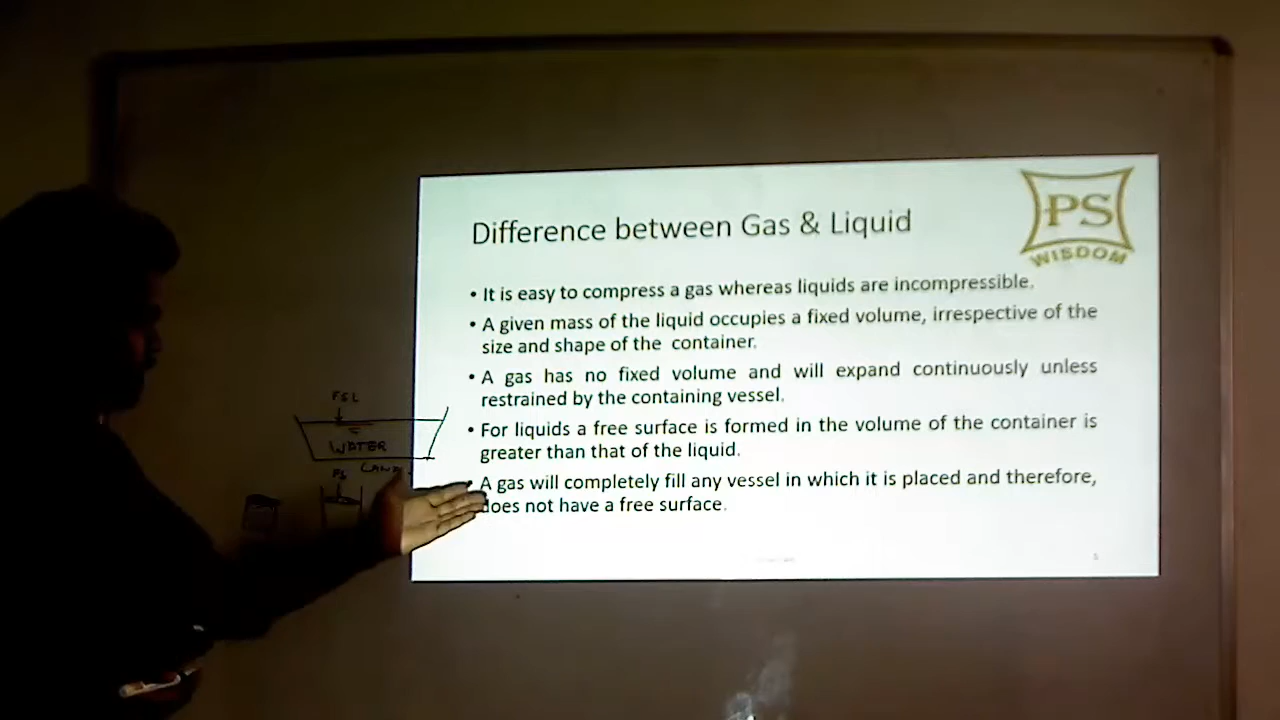 PS
WISDOM
Difference between Gas & Liquid
• It is easy to compress a gas whereas liquids are incompressible.
• A given mass of the liquid occupies a fixed volume, irrespective of the
size and shape of the container.
• A gas has no fixed volume and will expand continuously unless
restrained by the containing vessel.
• For liquids a free surface is formed in the volume of the container is
greater than that of the liquid.
• A gas will completely fill any vessel in which it is placed and therefore,
does not have a free surface.
5
FSL
WATER